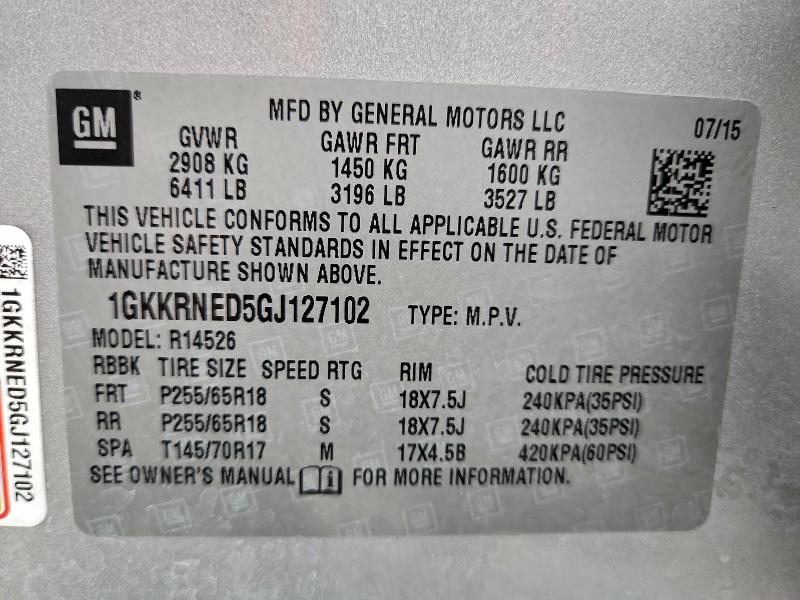 GM
®
MFD BY GENERAL MOTORS LLC
07/15
GVWR GAWR FRT GAWR RR
2908 KG 1450 KG 1600 KG
6411 LB 3196 LB 3527 LB
THIS VEHICLE CONFORMS TO ALL APPLICABLE U.S. FEDERAL MOTOR
VEHICLE SAFETY STANDARDS IN EFFECT ON THE DATE OF
MANUFACTURE SHOWN ABOVE.
1GKKRNED5GJ127102 TYPE: M.P.V.
MODEL: R14526
RBBK TIRE SIZE SPEED RTG RIM COLD TIRE PRESSURE
FRT P255/65R18 S 18X7.5J 240KPA(35PSI)
RR P255/65R18 S 18X7.5J 240KPA(35PSI)
SPA T145/70R17 M 17X4.5B 420KPA(60PSI)
SEE OWNER'S MANUAL FOR MORE INFORMATION.
1GKKRNED5GJ127102